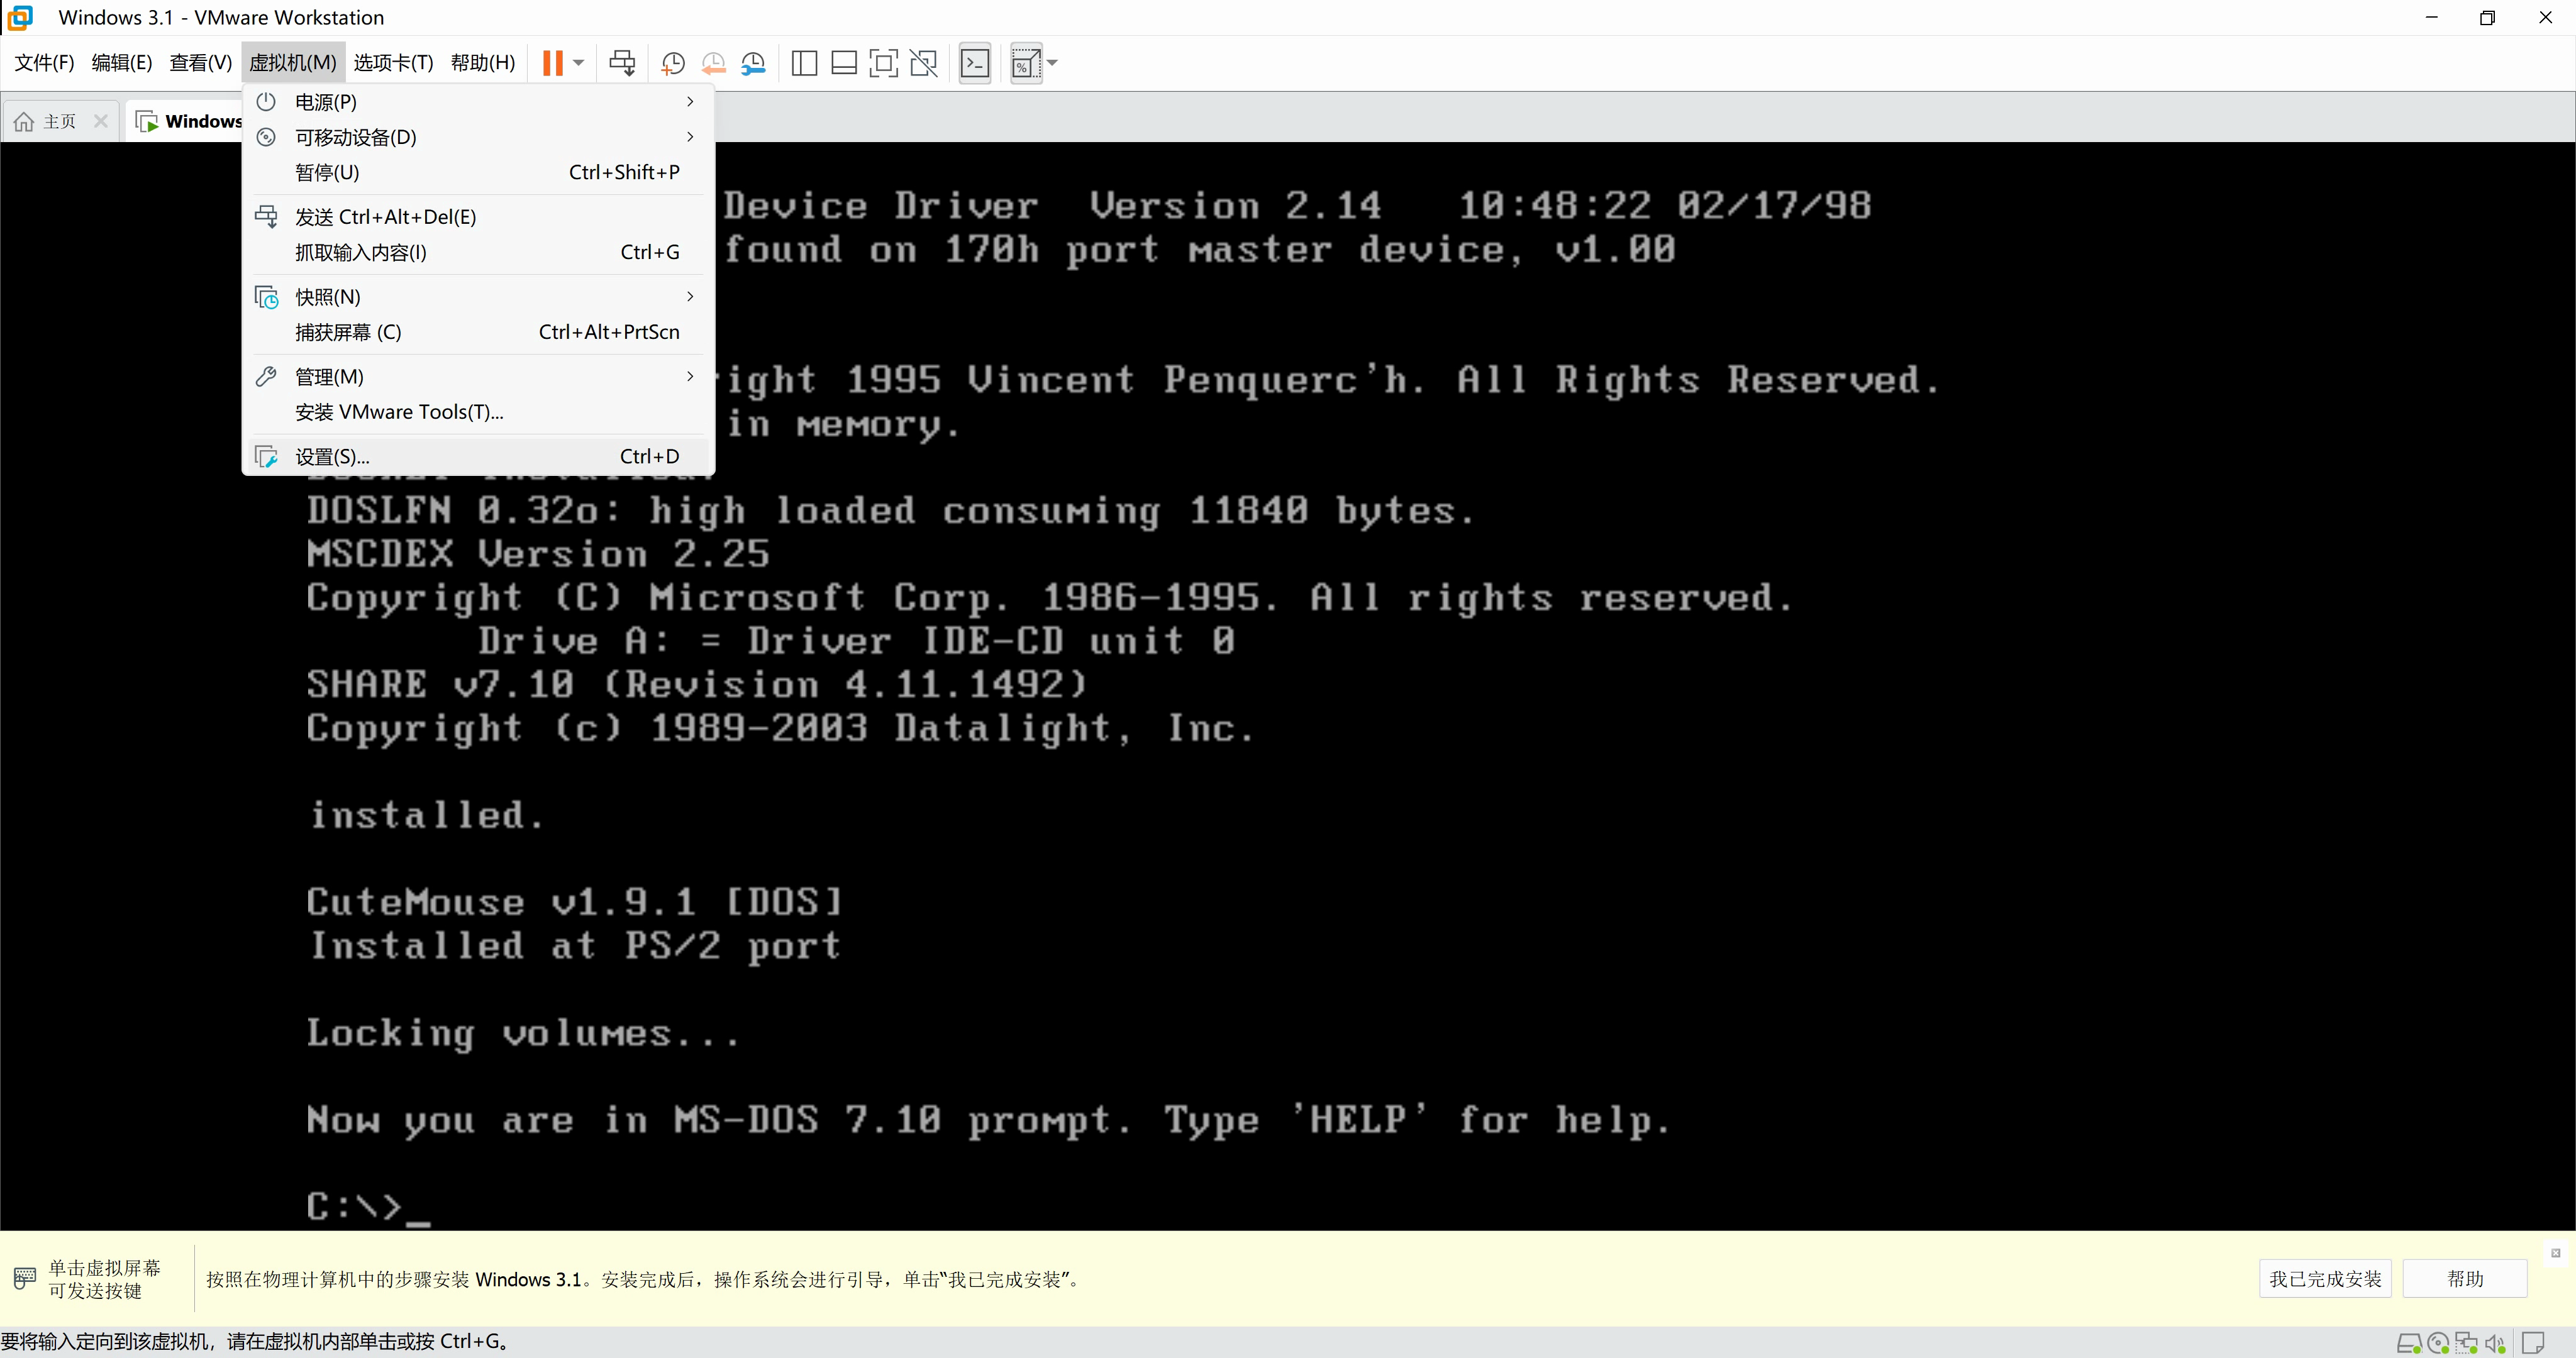 Windows 3.1 - VMware Workstation
文件(F) 编辑(E) 查看(V) 虚拟机(M) 选项卡(T) 帮助(H)
主页
Windows
电源(P)
可移动设备(D)
暂停(U) Ctrl+Shift+P
发送 Ctrl+Alt+Del(E)
抓取输入内容(I) Ctrl+G
快照(N)
捕获屏幕 (C) Ctrl+Alt+PrtScn
管理(M)
安装 VMware Tools(T)...
设置(S)... Ctrl+D
Device Driver Version 2.14 10:48:22 02/17/98
found on 170h port master device, v1.00
right 1995 Vincent Penquerc'h. All Rights Reserved.
in memory.
DOSLFN 0.32o: high loaded consuming 11840 bytes.
MSCDEX Version 2.25
Copyright (C) Microsoft Corp. 1986-1995. All rights reserved.
Drive A: = Driver IDE-CD unit 0
SHARE v7.10 (Revision 4.11.1492)
Copyright (c) 1989-2003 Datalight, Inc.
installed.
CuteMouse v1.9.1 [DOS]
Installed at PS/2 port
Locking volumes...
Now you are in MS-DOS 7.10 prompt. Type 'HELP' for help.
C:\>_
单击虚拟屏幕
可发送按键
按照在物理计算机中的步骤安装 Windows 3.1。安装完成后，操作系统会进行引导，单击“我已完成安装”。
我已完成安装 帮助
要将输入定向到该虚拟机，请在虚拟机内部单击或按 Ctrl+G。